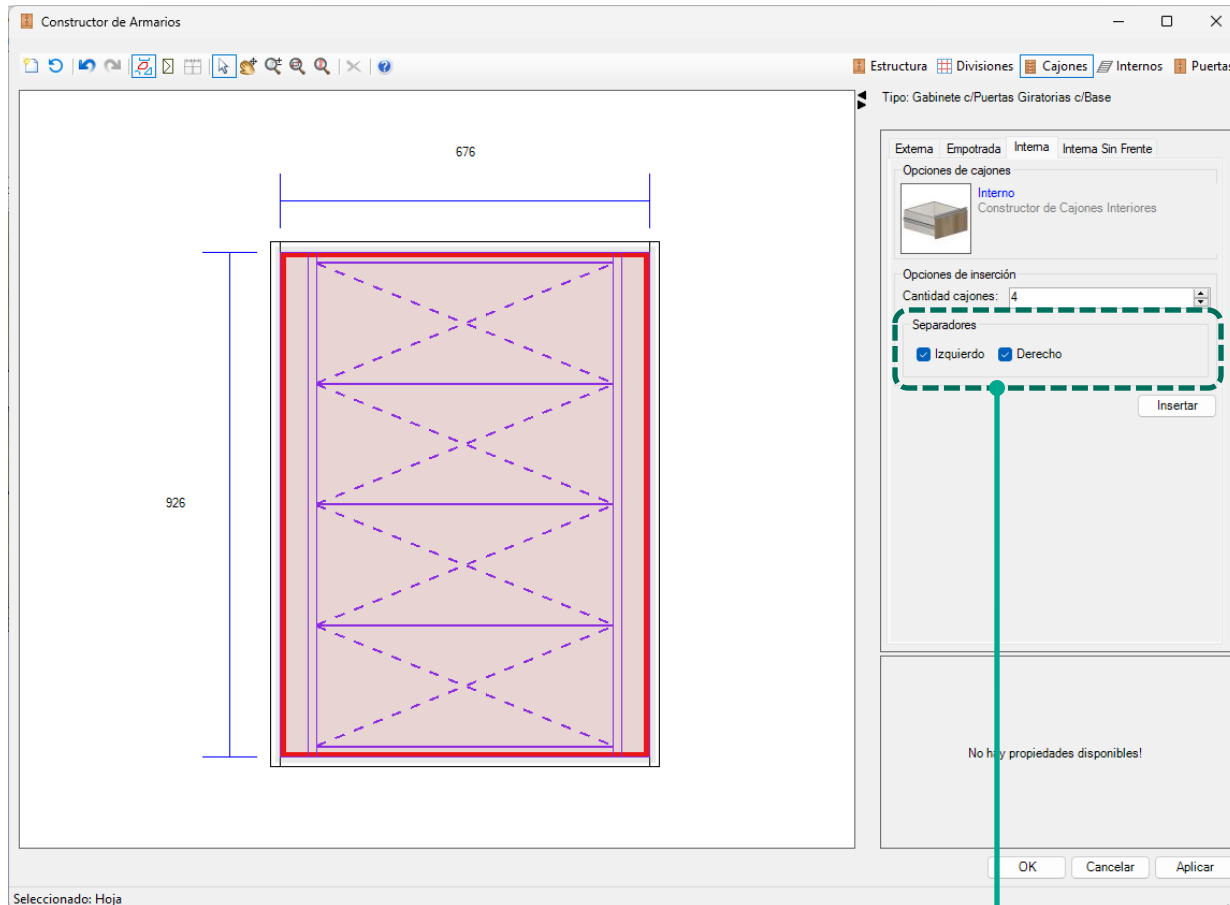 Constructor de Armarios
Estructura Divisiones Cajones Internos Puertas
Tipo: Gabinete c/Puertas Giratorias c/Base
Externa Empotrada Interna Interna Sin Frente
Opciones de cajones
Interno
Constructor de Cajones Interiores
Opciones de inserción
Cantidad cajones: 4
Separadores
Izquierdo Derecho
Insertar
676
926
No hay propiedades disponibles!
OK Cancelar Aplicar
Seleccionado: Hoja